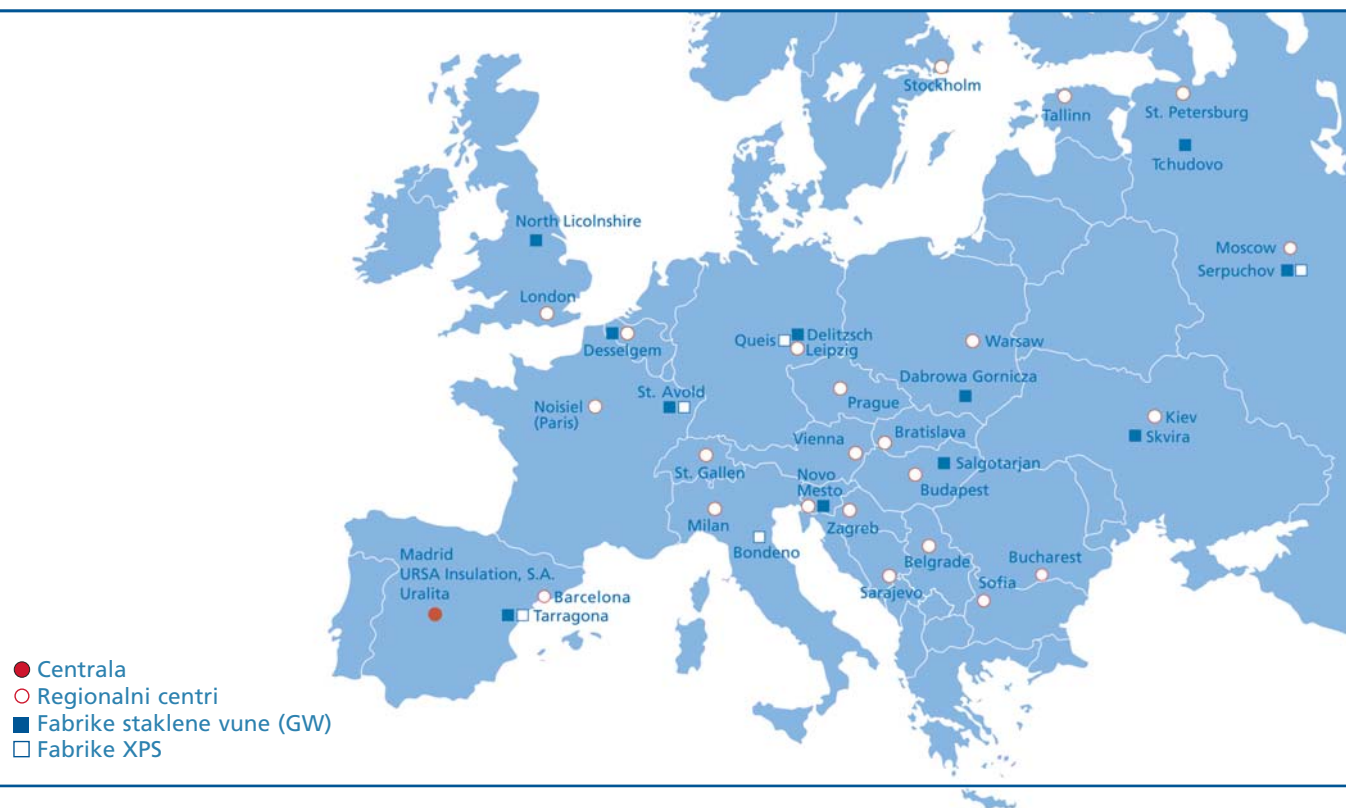 Stockholm
Tallinn
St. Petersburg
Tchudovo
North Licolnshire
Moscow
Serpuchov
London
Desselgem
Queis
Delitzsch
Leipzig
Warsaw
Dabrowa Gornicza
St. Avold
Noisiel
(Paris)
Prague
Kiev
Skvira
Vienna
Bratislava
St. Gallen
Salgotarjan
Novo
Mesto
Budapest
Milan
Zagreb
Bondeno
Belgrade
Bucharest
Sarajevo
Sofia
Madrid
URSA Insulation, S.A.
Uralita
Barcelona
Tarragona
Centrala
Regionalni centri
Fabrike staklene vune (GW)
Fabrike XPS